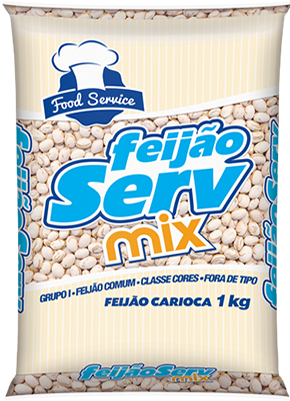 Food Service
feijão
Serv
mix
GRUPO I • FEIJÃO COMUM • CLASSE CORES • FORA DE TIPO
FEIJÃO CARIOCA 1 kg
feijãoServ
mix